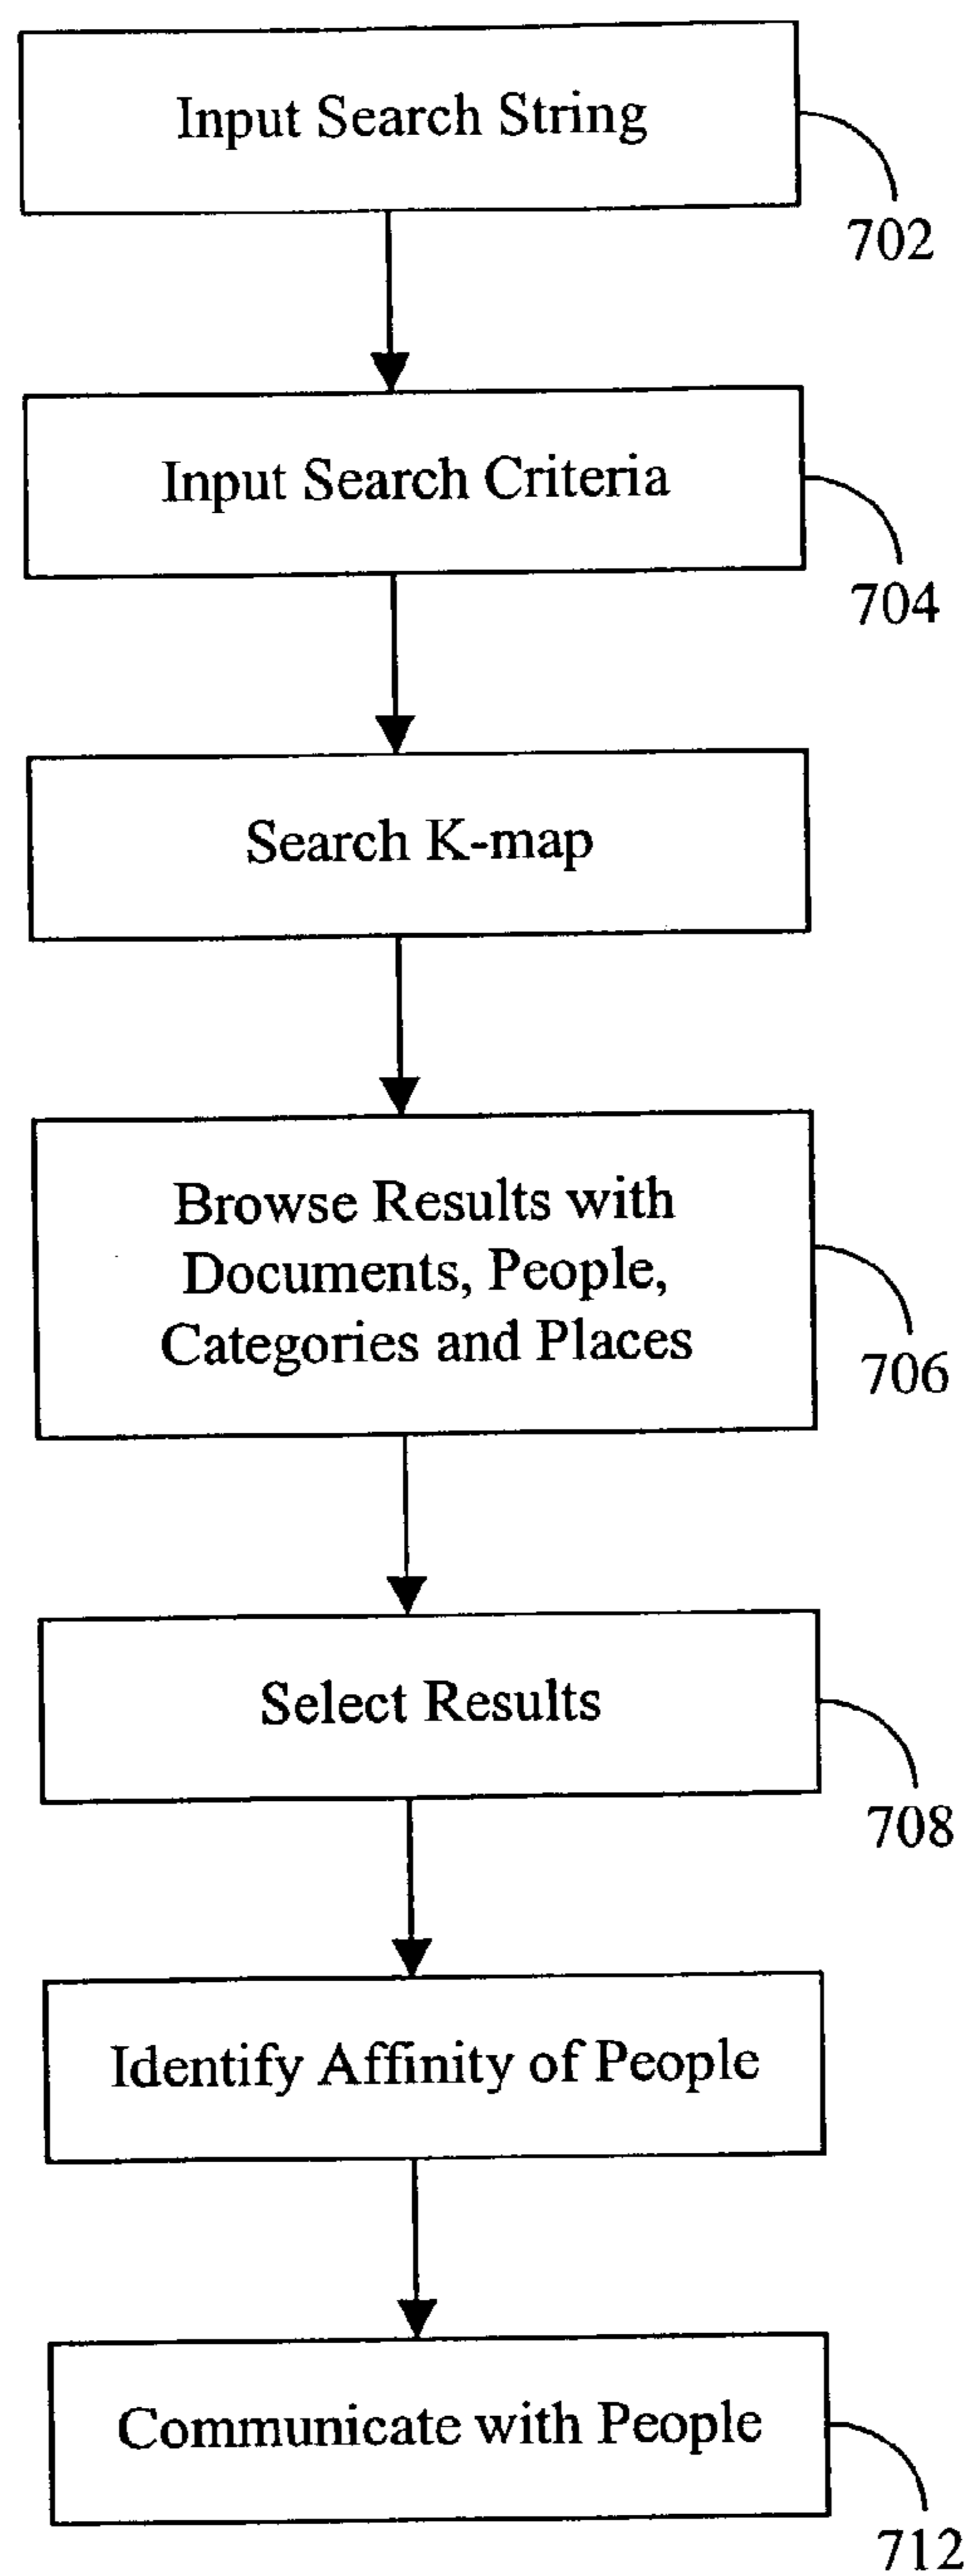 Input Search String
702
Input Search Criteria
704
Search K-map
Browse Results with
Documents, People,
Categories and Places
706
Select Results
708
Identify Affinity of People
Communicate with People
712